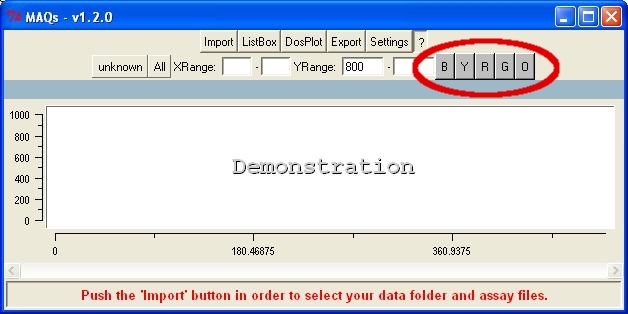 MAQs - v1.2.0
Import ListBox DosPlot Export Settings ?
unknown All XRange: - YRange: 800 - B Y R G O
1000
800
600
400
200
0
Demonstration
0 180.46875 360.9375
Push the 'Import' button in order to select your data folder and assay files.